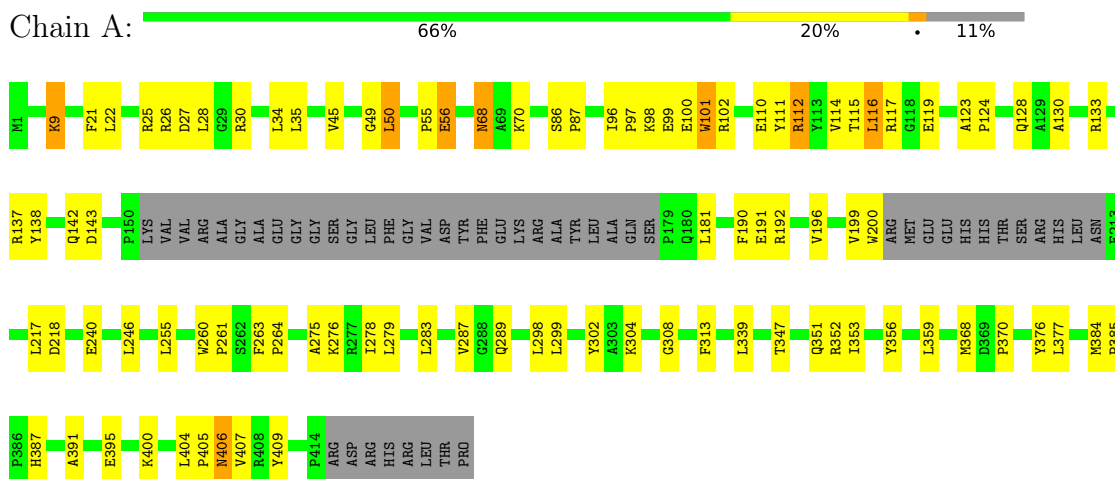 Chain A:
66% 20% • 11%
M1 K9 F21 L22 R25 R26 D27 L28 G29 R30 L34 L35 V45 G49 L50 P55 E56 N68 A69 K70 S86 P87 I96 P97 K98 E99 E100 W101 R102 E110 Y111 R112 Y113 V114 T115 L116 R117 G118 E119 A123 P124 Q128 A129 A130 R133
R137 Y138 Q142 D143 P150 LYS VAL VAL ARG ALA GLY ALA GLU GLY GLY SER GLY LEU PHE GLY VAL ASP TYR PHE GLU LYS ARG ALA TYR LEU ALA GLN SER P179 Q180 L181 F190 E191 R192 V196 V199 W200 ARG MET GLU GLU HIS HIS THR SER ARG HIS LEU ASN E213
L217 D218 E240 L246 L255 W260 P261 S262 F263 P264 A275 K276 R277 I278 L279 L283 V287 G288 Q289 L298 L299 Y302 A303 K304 G308 F313 L339 T347 Q351 R352 I353 Y356 L359 M368 D369 P370 Y376 L377 M384 R385
P386 H387 A391 E395 K400 L404 P405 N406 V407 R408 Y409 P414 ARG ASP ARG HIS ARG LEU THR PRO